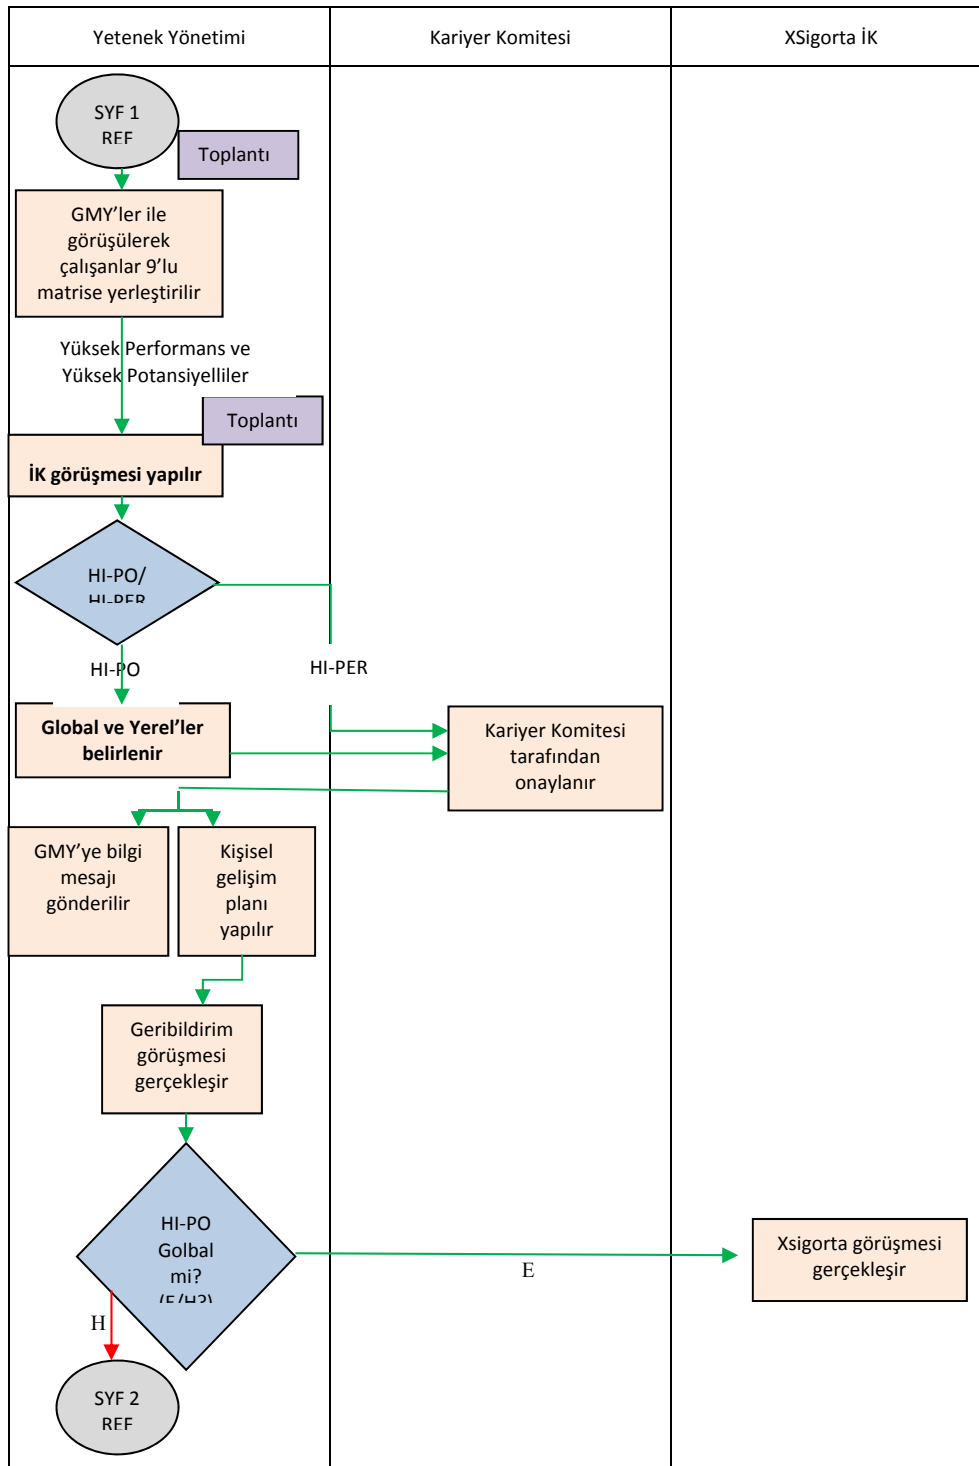 Yetenek Yönetimi
Kariyer Komitesi
XSigorta İK
SYF 1
REF
Toplantı
GMY’ler ile
görüşülerek
çalışanlar 9’lu
matrise yerleştirilir
Yüksek Performans ve
Yüksek Potansiyelliler
Toplantı
İK görüşmesi yapılır
HI-PO/
HI-PER
HI-PO
HI-PER
Global ve Yerel’ler
belirlenir
Kariyer Komitesi
tarafından
onaylanır
GMY’ye bilgi
mesajı
gönderilir
Kişisel
gelişim
planı
yapılır
Geribildirim
görüşmesi
gerçekleşir
HI-PO
Golbal
mi?
(E/H?)
E
Xsigorta görüşmesi
gerçekleşir
H
SYF 2
REF